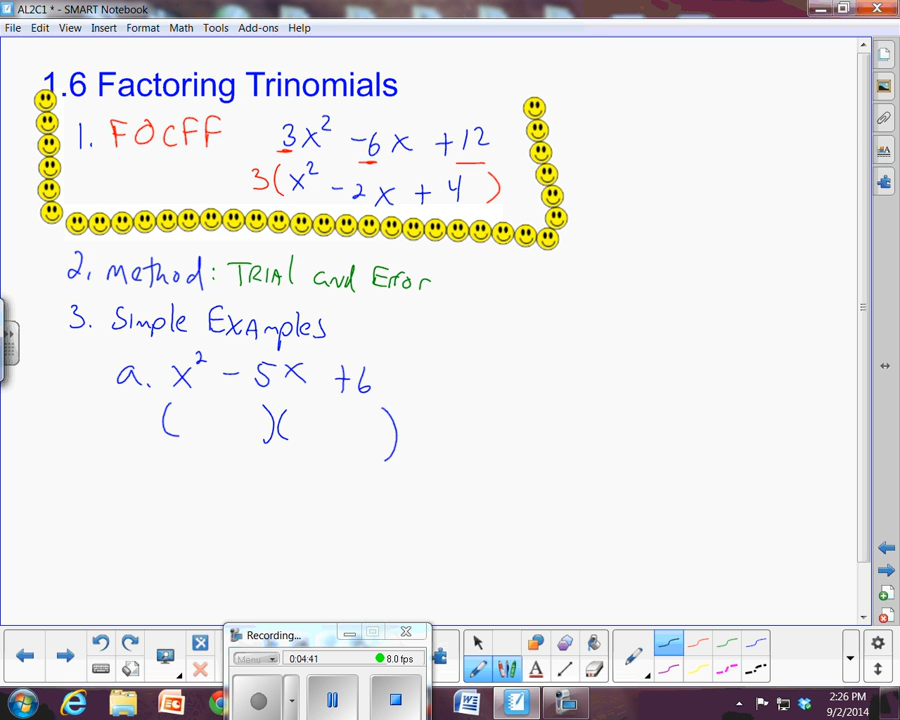 AL2C1 * - SMART Notebook
File Edit View Insert Format Math Tools Add-ons Help
1.6 Factoring Trinomials
1. FOCFF 3x² -6x +12
3(x² -2x + 4 )
2. method: TRIAL and Error
3. Simple Examples
a. x² - 5x +6
( )( )
Recording...
Menu 0:04:41 8.0 fps
2:26 PM
9/2/2014